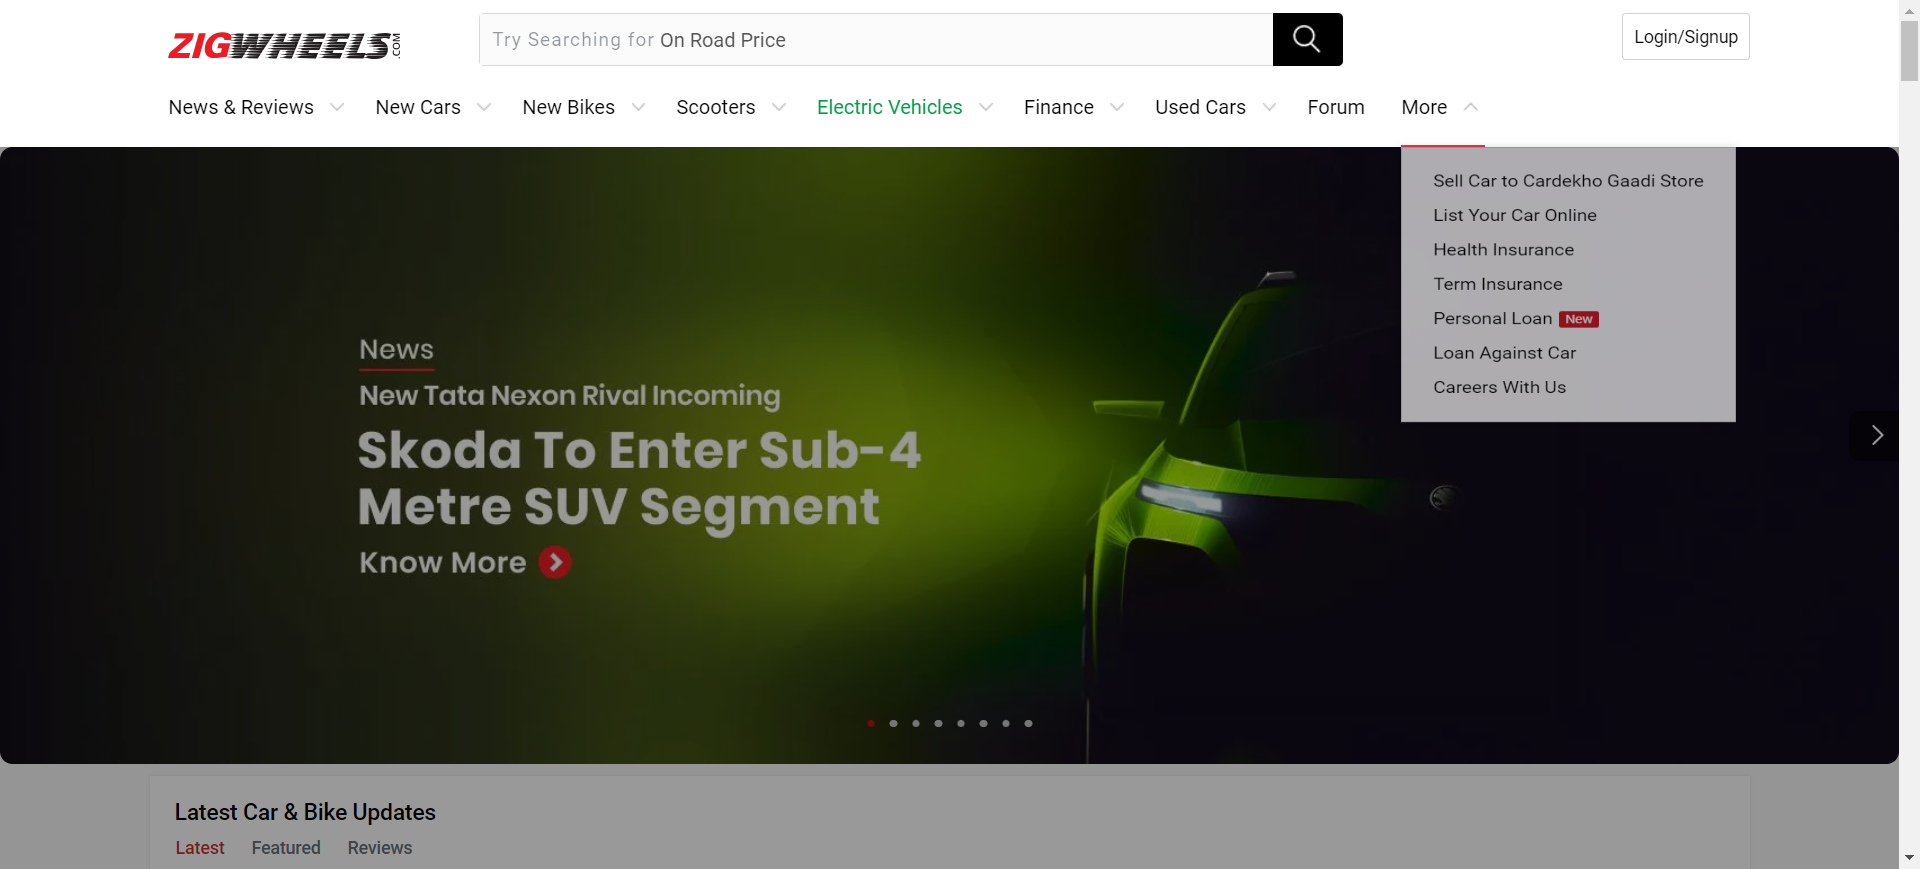 ZIGWHEELS.COM
Try Searching for On Road Price
Login/Signup
News & Reviews
New Cars
New Bikes
Scooters
Electric Vehicles
Finance
Used Cars
Forum
More
Sell Car to Cardekho Gaadi Store
List Your Car Online
Health Insurance
Term Insurance
Personal Loan New
Loan Against Car
Careers With Us
News
New Tata Nexon Rival Incoming
Skoda To Enter Sub-4
Metre SUV Segment
Know More
Latest Car & Bike Updates
Latest
Featured
Reviews